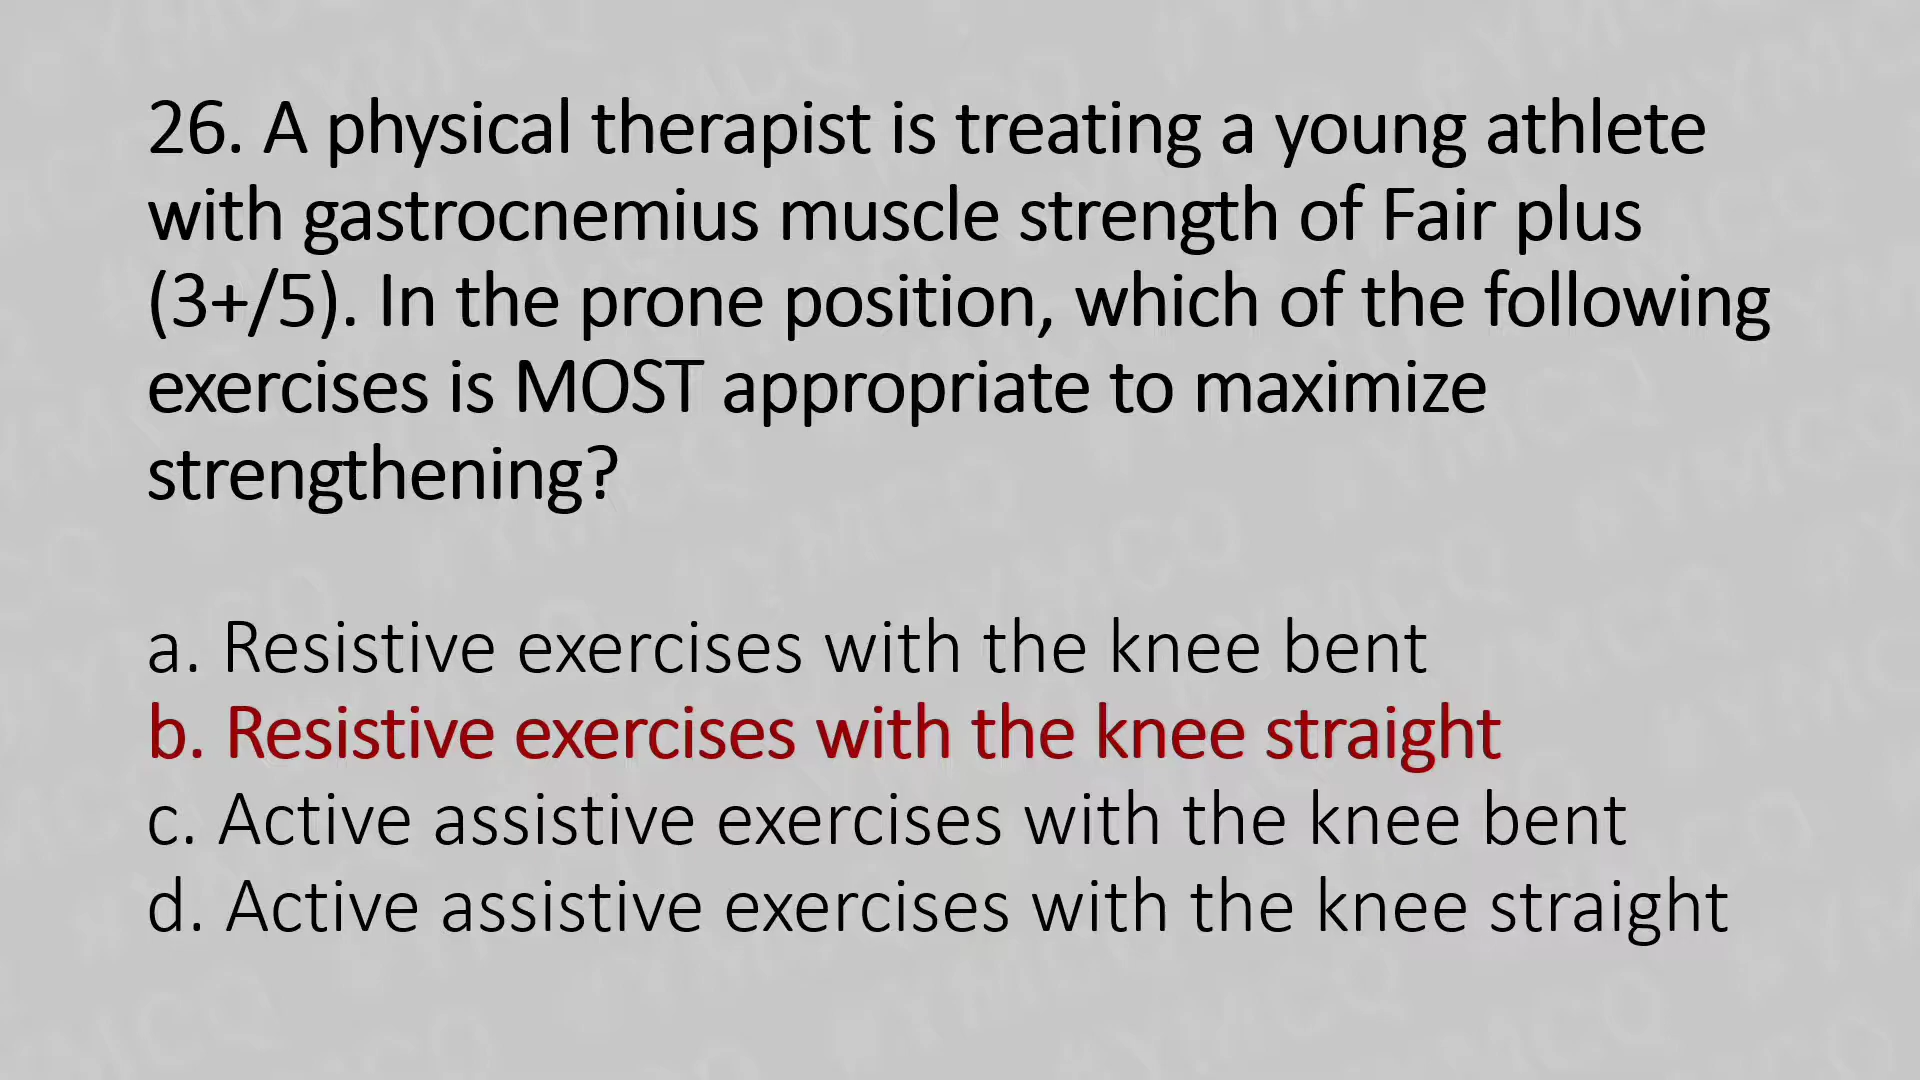 26. A physical therapist is treating a young athlete
with gastrocnemius muscle strength of Fair plus
(3+/5). In the prone position, which of the following
exercises is MOST appropriate to maximize
strengthening?
a. Resistive exercises with the knee bent
b. Resistive exercises with the knee straight
c. Active assistive exercises with the knee bent
d. Active assistive exercises with the knee straight